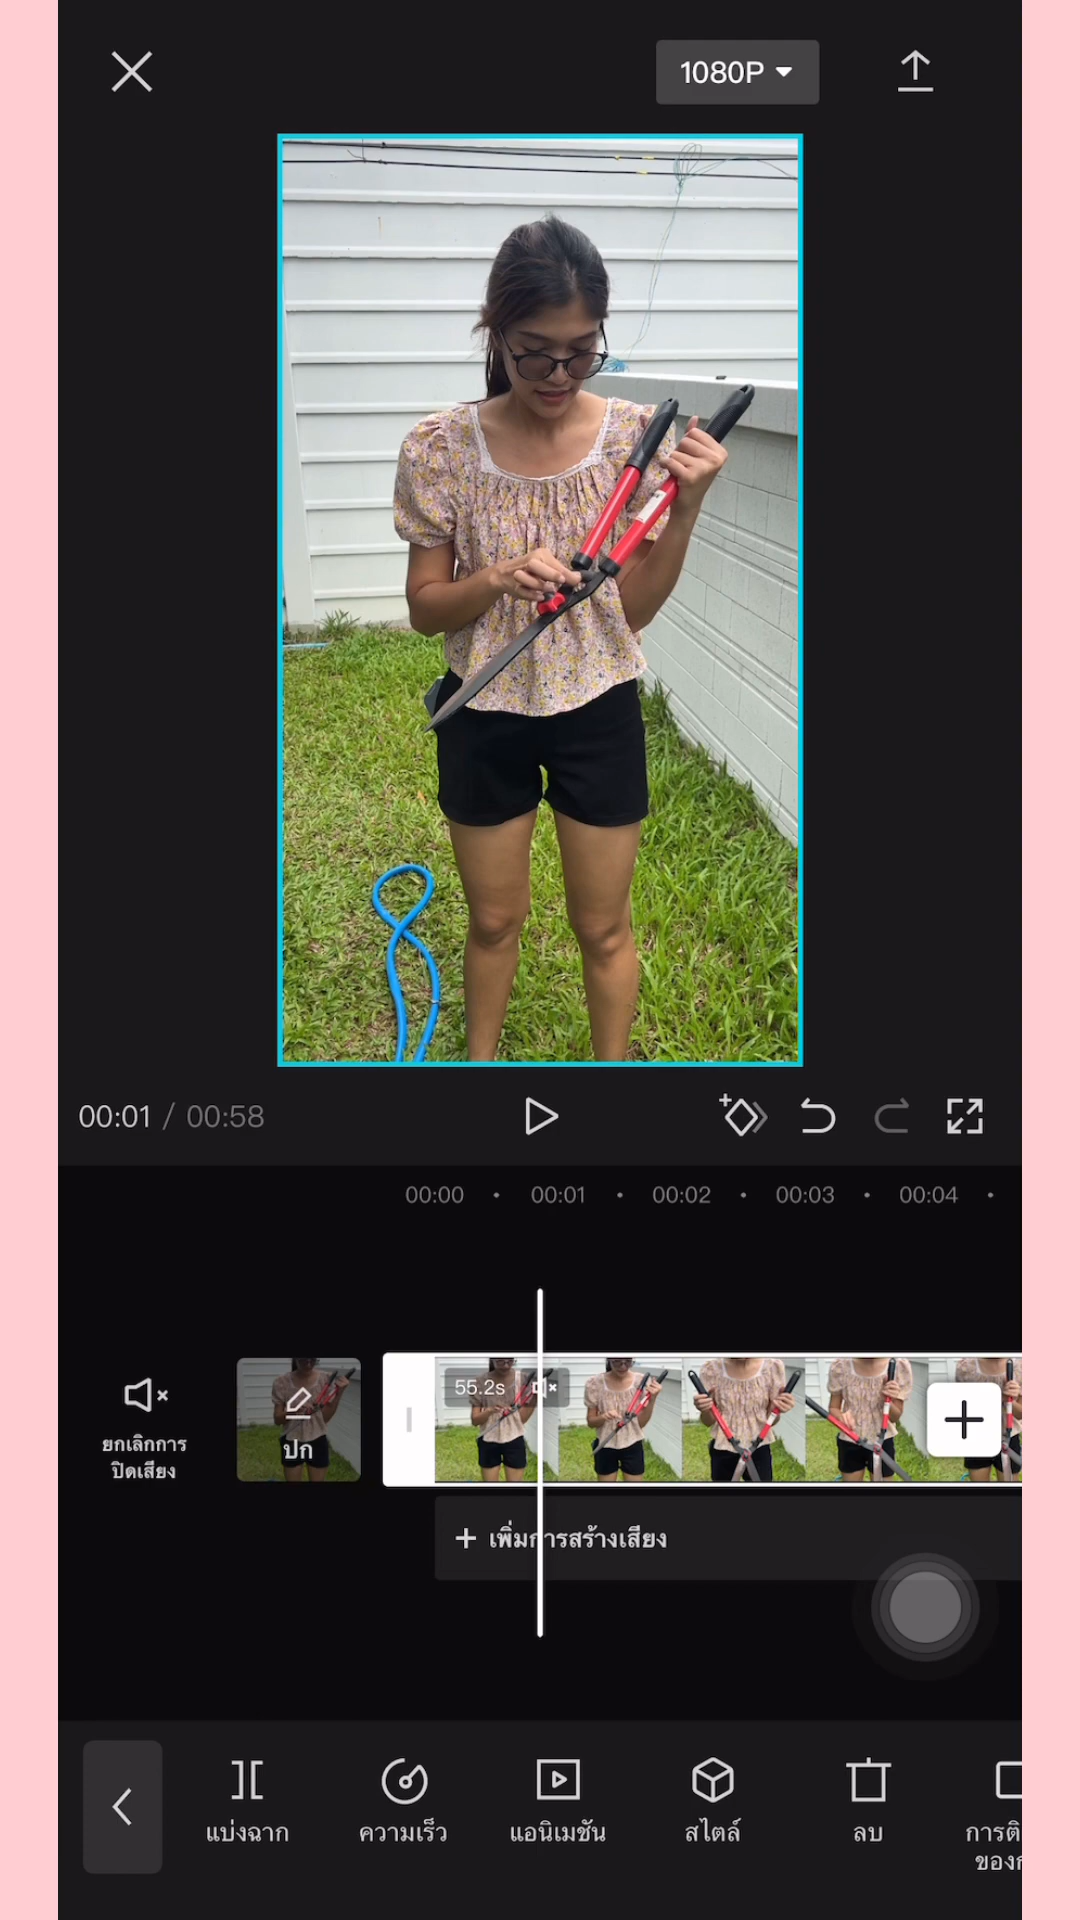 1080P
00:01 / 00:58
00:00 00:01 00:02 00:03 00:04
55.2s
ยกเลิกการ
ปิดเสียง
ปก
+ เพิ่มการสร้างเสียง
แบ่งฉาก ความเร็ว แอนิเมชัน สไตล์ ลบ